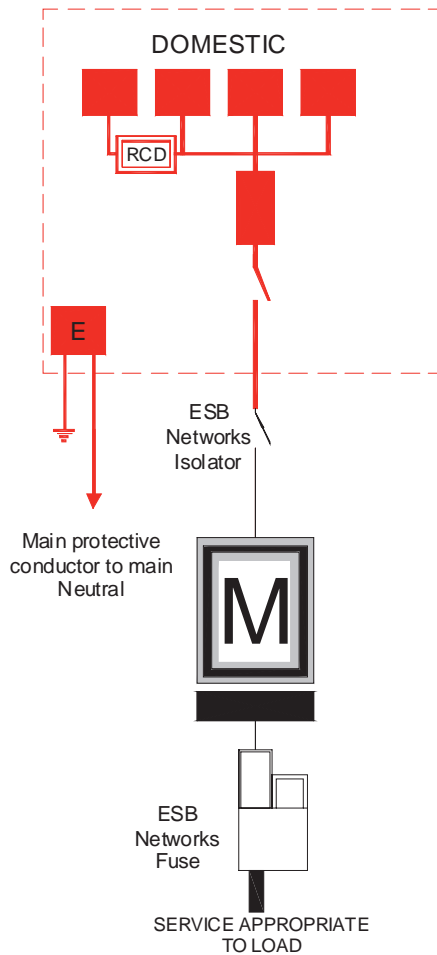 DOMESTIC
RCD
E
ESB
Networks
Isolator
Main protective
conductor to main
Neutral
M
ESB
Networks
Fuse
SERVICE APPROPRIATE
TO LOAD